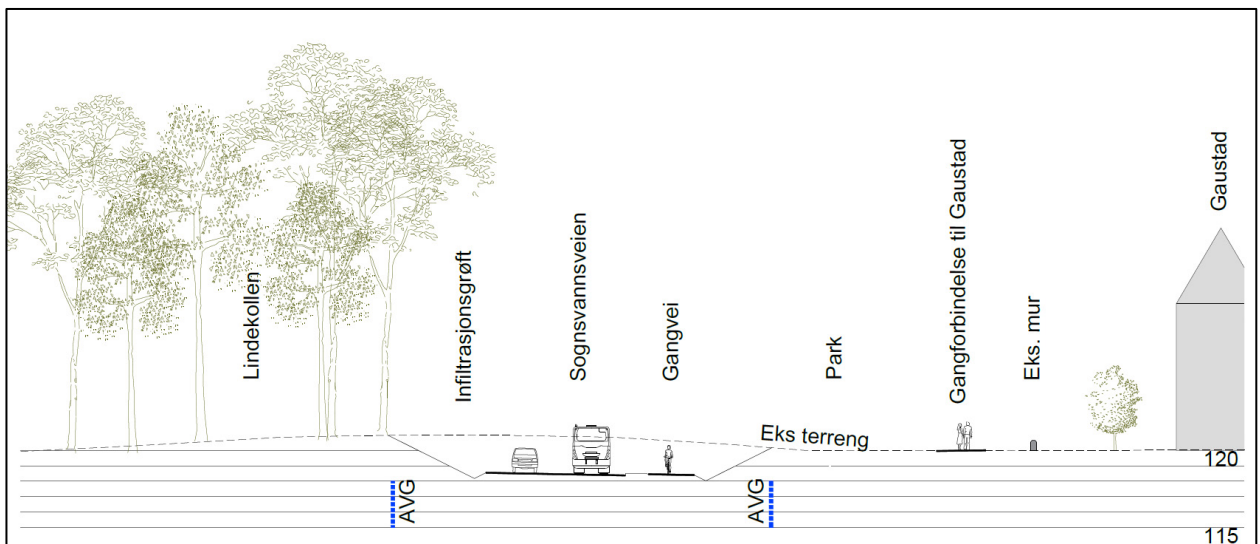 Lindekollen
Infiltrasjonsgrøft
Sognsvannsveien
Gangvei
Park
Gangforbindelse til Gaustad
Eks. mur
Gaustad
Eks terreng
120
AVG
AVG
115